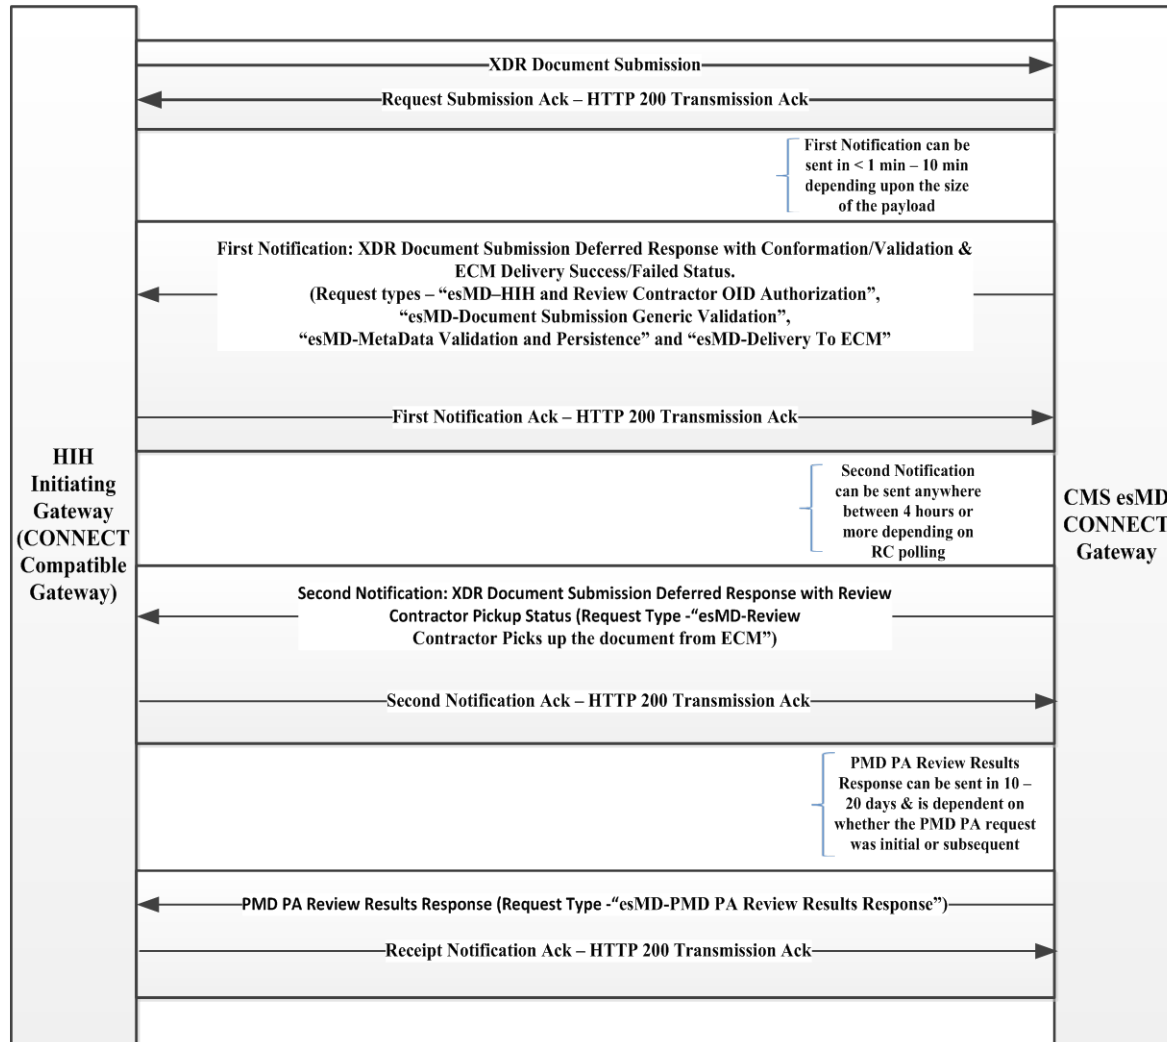 XDR Document Submission
Request Submission Ack – HTTP 200 Transmission Ack
First Notification can be
sent in < 1 min – 10 min
depending upon the size
of the payload
First Notification: XDR Document Submission Deferred Response with Conformation/Validation &
ECM Delivery Success/Failed Status.
(Request types – “esMD–HIH and Review Contractor OID Authorization”,
“esMD-Document Submission Generic Validation”,
“esMD-MetaData Validation and Persistence” and “esMD-Delivery To ECM”
First Notification Ack – HTTP 200 Transmission Ack
HIH
Initiating
Gateway
(CONNECT
Compatible
Gateway)
Second Notification
can be sent anywhere
between 4 hours or
more depending on
RC polling
CMS esMD
CONNECT
Gateway
Second Notification: XDR Document Submission Deferred Response with Review
Contractor Pickup Status (Request Type -“esMD-Review
Contractor Picks up the document from ECM”)
Second Notification Ack – HTTP 200 Transmission Ack
PMD PA Review Results
Response can be sent in 10 –
20 days & is dependent on
whether the PMD PA request
was initial or subsequent
PMD PA Review Results Response (Request Type -“esMD-PMD PA Review Results Response”)
Receipt Notification Ack – HTTP 200 Transmission Ack